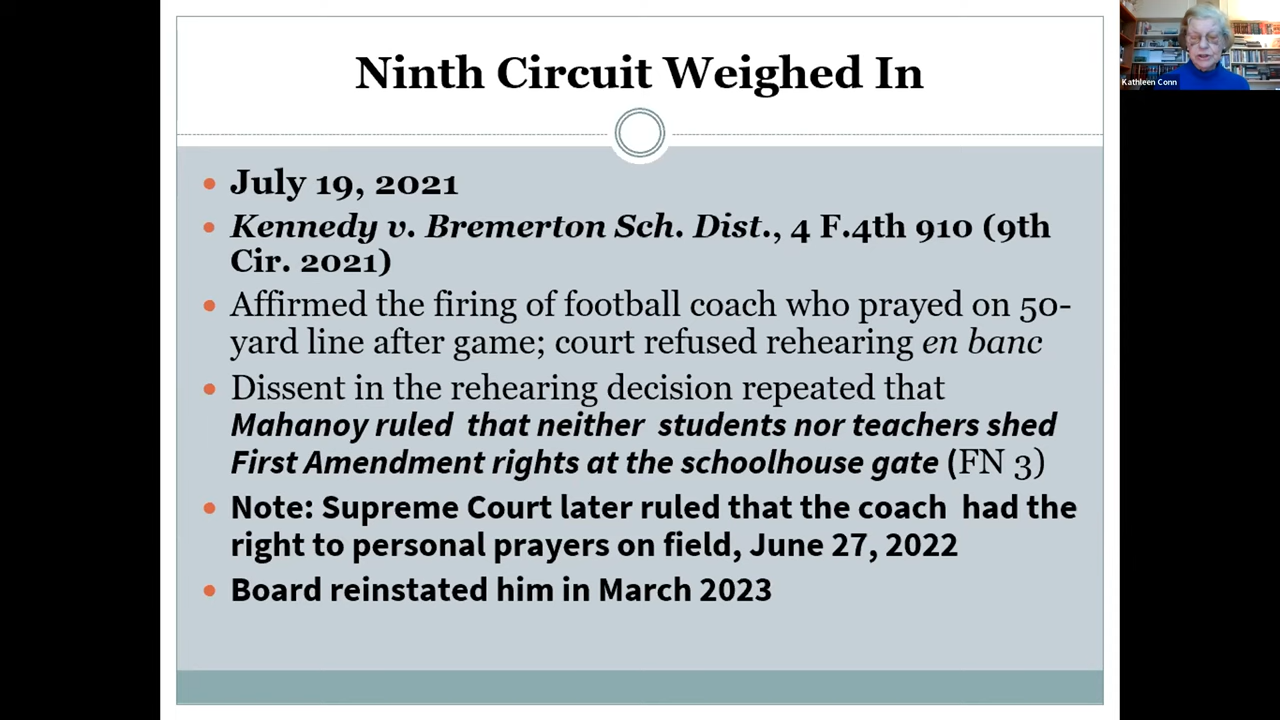 Ninth Circuit Weighed In
Kathleen Conn
• July 19, 2021
• Kennedy v. Bremerton Sch. Dist., 4 F.4th 910 (9th
Cir. 2021)
• Affirmed the firing of football coach who prayed on 50-
yard line after game; court refused rehearing en banc
• Dissent in the rehearing decision repeated that
Mahanoy ruled that neither students nor teachers shed
First Amendment rights at the schoolhouse gate (FN 3)
• Note: Supreme Court later ruled that the coach had the
right to personal prayers on field, June 27, 2022
• Board reinstated him in March 2023